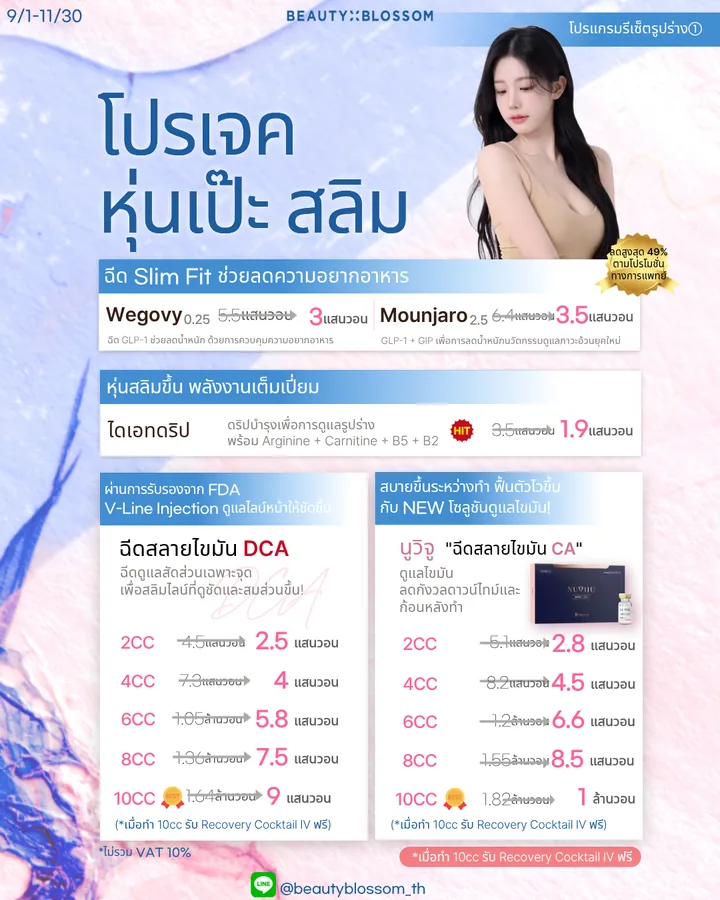 9/1-11/30
BEAUTY BLOSSOM
โปรแกรมรีเซ็ตรูปร่าง①
โปรเจค
หุ่นเป๊ะ สลิม
ลดสูงสุด 49%
ตามโปรโมชั่น
ทางการแพทย์
ฉีด Slim Fit ช่วยลดความอยากอาหาร
Wegovy 0.25 5.5แสนวอน 3แสนวอน
ฉีด GLP-1 ช่วยลดน้ำหนัก ด้วยการควบคุมความอยากอาหาร
Mounjaro 2.5 6.4แสนวอน 3.5แสนวอน
GLP-1 + GIP เพื่อการลดน้ำหนักนวัตกรรมดูแลภาวะอ้วนยุคใหม่
หุ่นสลิมขึ้น พลังงานเต็มเปี่ยม
ไดเอทดริป
ดริปบำรุงเพื่อการดูแลรูปร่าง
พร้อม Arginine + Carnitine + B5 + B2
HIT
3.5แสนวอน 1.9แสนวอน
ผ่านการรับรองจาก FDA
V-Line Injection ดูแลไลน์หน้าให้ชัดขึ้น
ฉีดสลายไขมัน DCA
ฉีดดูแลสัดส่วนเฉพาะจุด
เพื่อสลิมไลน์ที่ดูชัดและสมส่วนขึ้น!
DCA
2CC 4.5แสนวอน 2.5 แสนวอน
4CC 7.3แสนวอน 4 แสนวอน
6CC 1.05ล้านวอน 5.8 แสนวอน
8CC 1.36ล้านวอน 7.5 แสนวอน
10CC BEST 1.64ล้านวอน 9 แสนวอน
(*เมื่อทำ 10cc รับ Recovery Cocktail IV ฟรี)
สบายขึ้นระหว่างทำ ฟื้นตัวไวขึ้น
กับ NEW โซลูชันดูแลไขมัน!
นูวิจู "ฉีดสลายไขมัน CA"
ดูแลไขมัน
ลดกังวลดาวน์ไทม์และ
ก้อนหลังทำ
2CC 5.1แสนวอน 2.8 แสนวอน
4CC 8.2แสนวอน 4.5 แสนวอน
6CC 1.2ล้านวอน 6.6 แสนวอน
8CC 1.55ล้านวอน 8.5 แสนวอน
10CC BEST 1.82ล้านวอน 1 ล้านวอน
(*เมื่อทำ 10cc รับ Recovery Cocktail IV ฟรี)
*ไม่รวม VAT 10%
*เมื่อทำ 10cc รับ Recovery Cocktail IV ฟรี
LINE @beautyblossom_th